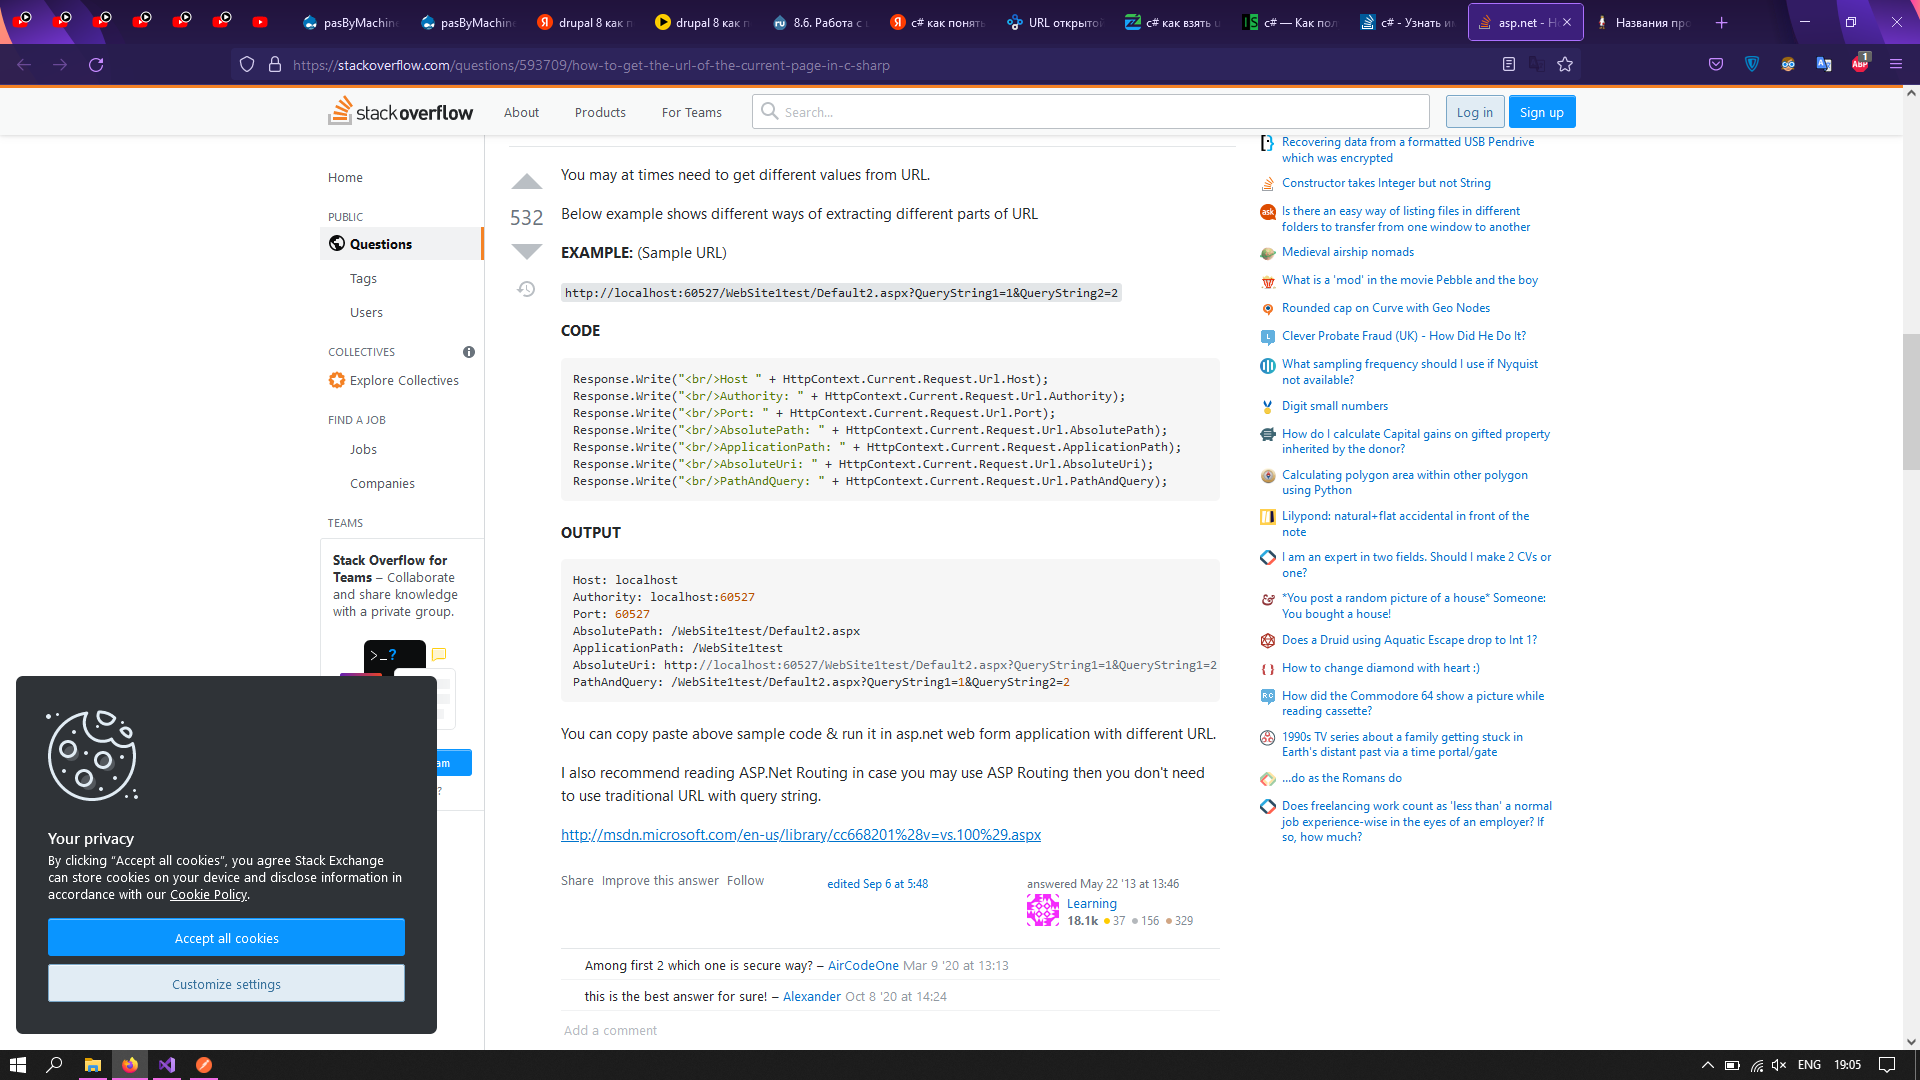 pasByMachine
pasByMachine
drupal 8 как п
drupal 8 как п
8.6. Работа с
c# как понять
URL открытой
c# как взять
c# — Как пол
c# - Узнать им
asp.net - Ho
Названия про
https://stackoverflow.com/questions/593709/how-to-get-the-url-of-the-current-page-in-c-sharp
ABP
1
stack overflow
About
Products
For Teams
Search...
Log in
Sign up
Home
PUBLIC
Questions
Tags
Users
COLLECTIVES
Explore Collectives
FIND A JOB
Jobs
Companies
TEAMS
Stack Overflow for
Teams – Collaborate
and share knowledge
with a private group.
>_?
am
?
You may at times need to get different values from URL.
532
Below example shows different ways of extracting different parts of URL
EXAMPLE: (Sample URL)
http://localhost:60527/WebSite1test/Default2.aspx?QueryString1=1&QueryString2=2
CODE
Response.Write("<br/>Host " + HttpContext.Current.Request.Url.Host);
Response.Write("<br/>Authority: " + HttpContext.Current.Request.Url.Authority);
Response.Write("<br/>Port: " + HttpContext.Current.Request.Url.Port);
Response.Write("<br/>AbsolutePath: " + HttpContext.Current.Request.Url.AbsolutePath);
Response.Write("<br/>ApplicationPath: " + HttpContext.Current.Request.ApplicationPath);
Response.Write("<br/>AbsoluteUri: " + HttpContext.Current.Request.Url.AbsoluteUri);
Response.Write("<br/>PathAndQuery: " + HttpContext.Current.Request.Url.PathAndQuery);
OUTPUT
Host: localhost
Authority: localhost:60527
Port: 60527
AbsolutePath: /WebSite1test/Default2.aspx
ApplicationPath: /WebSite1test
AbsoluteUri: http://localhost:60527/WebSite1test/Default2.aspx?QueryString1=1&QueryString1=2
PathAndQuery: /WebSite1test/Default2.aspx?QueryString1=1&QueryString2=2
You can copy paste above sample code & run it in asp.net web form application with different URL.
I also recommend reading ASP.Net Routing in case you may use ASP Routing then you don't need
to use traditional URL with query string.
http://msdn.microsoft.com/en-us/library/cc668201%28v=vs.100%29.aspx
Share Improve this answer Follow
edited Sep 6 at 5:48
answered May 22 '13 at 13:46
Learning
18.1k 37 156 329
Among first 2 which one is secure way? – AirCodeOne Mar 9 '20 at 13:13
this is the best answer for sure! – Alexander Oct 8 '20 at 14:24
Add a comment
Recovering data from a formatted USB Pendrive
which was encrypted
Constructor takes Integer but not String
ask
Is there an easy way of listing files in different
folders to transfer from one window to another
Medieval airship nomads
What is a 'mod' in the movie Pebble and the boy
Rounded cap on Curve with Geo Nodes
Clever Probate Fraud (UK) - How Did He Do It?
What sampling frequency should I use if Nyquist
not available?
Digit small numbers
How do I calculate Capital gains on gifted property
inherited by the donor?
Calculating polygon area within other polygon
using Python
Lilypond: natural+flat accidental in front of the
note
I am an expert in two fields. Should I make 2 CVs or
one?
*You post a random picture of a house* Someone:
You bought a house!
Does a Druid using Aquatic Escape drop to Int 1?
How to change diamond with heart :)
How did the Commodore 64 show a picture while
reading cassette?
1990s TV series about a family getting stuck in
Earth's distant past via a time portal/gate
...do as the Romans do
Does freelancing work count as 'less than' a normal
job experience-wise in the eyes of an employer? If
so, how much?
Your privacy
By clicking “Accept all cookies”, you agree Stack Exchange
can store cookies on your device and disclose information in
accordance with our Cookie Policy.
Accept all cookies
Customize settings
ENG
19:05